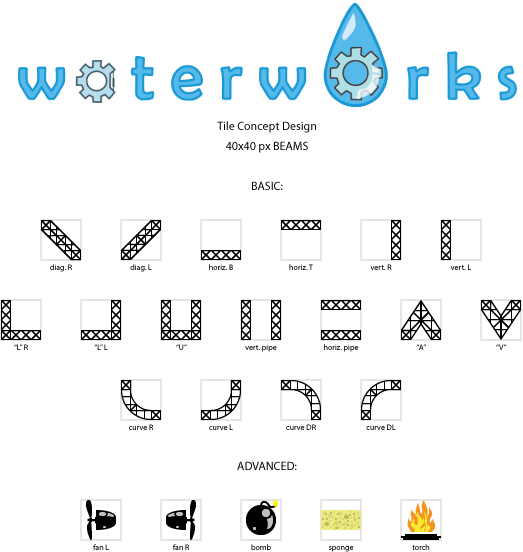 waterworks
Tile Concept Design
40x40 px BEAMS
BASIC:
diag. R diag. L horiz. B horiz. T vert. R vert. L
"L" R "L" L "U" vert. pipe horiz. pipe "A" "V"
curve R curve L curve DR curve DL
ADVANCED:
fan L fan R bomb sponge torch